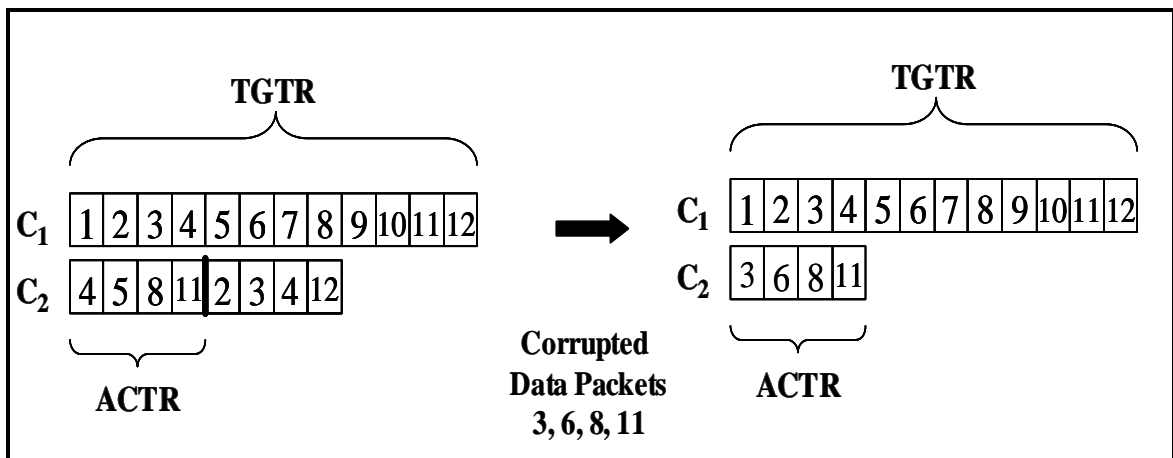 TGTR
C1 1 2 3 4 5 6 7 8 9 10 11 12
C2 4 5 8 11 2 3 4 12
ACTR
Corrupted
Data Packets
3, 6, 8, 11
TGTR
C1 1 2 3 4 5 6 7 8 9 10 11 12
C2 3 6 8 11
ACTR